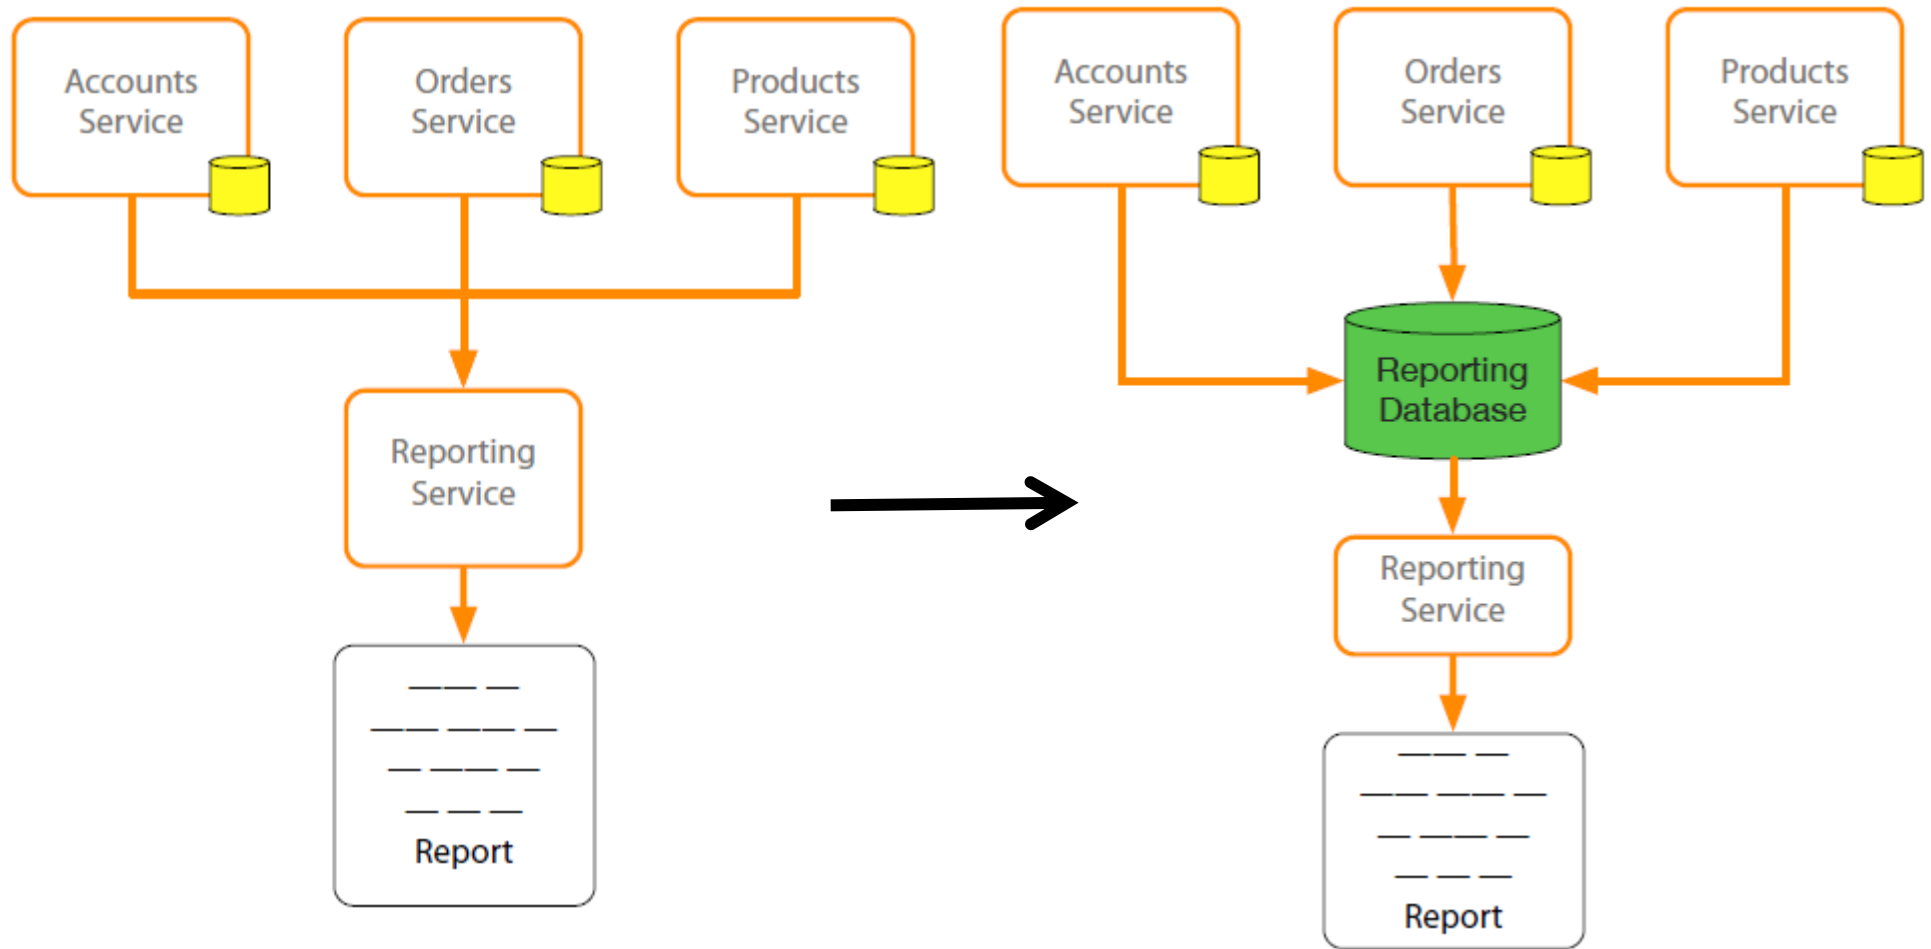 Accounts
Service
Orders
Service
Products
Service
Reporting
Service
Report
Accounts
Service
Orders
Service
Products
Service
Reporting
Database
Reporting
Service
Report